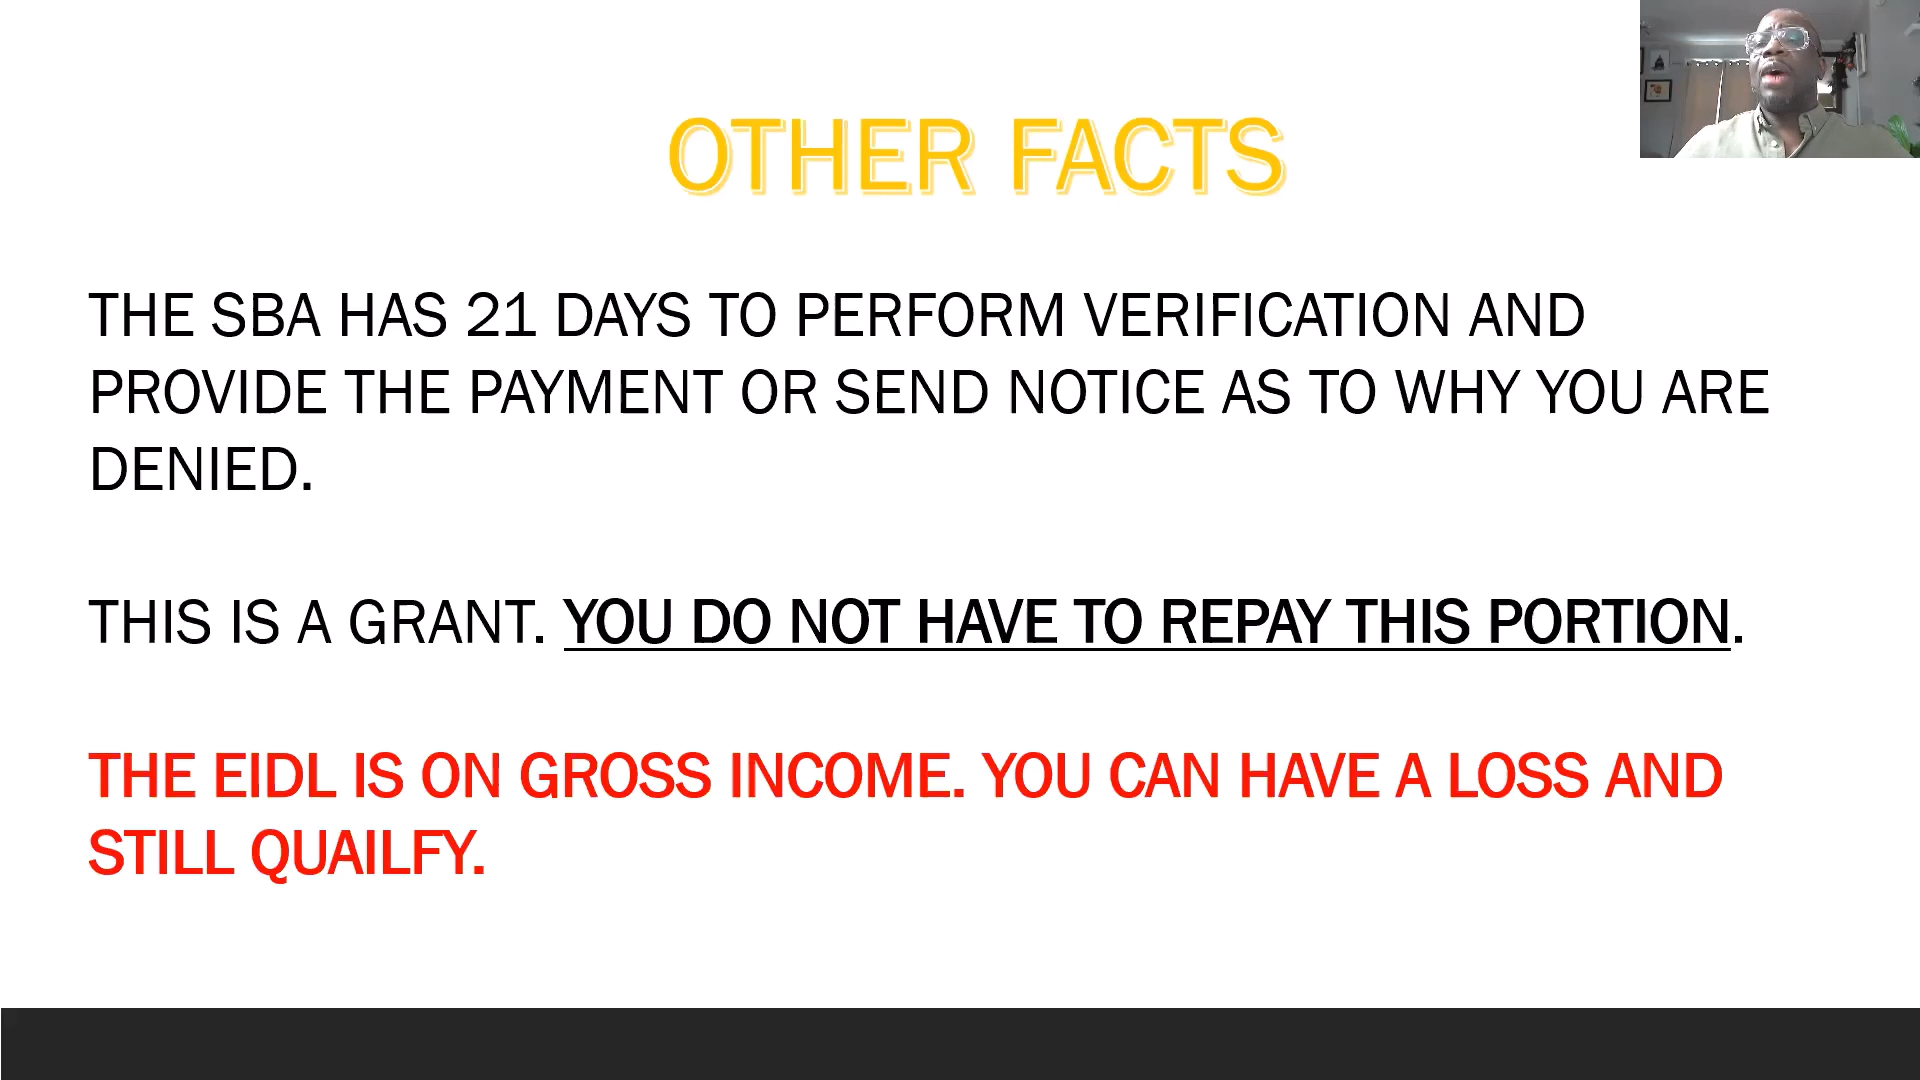 OTHER FACTS
THE SBA HAS 21 DAYS TO PERFORM VERIFICATION AND
PROVIDE THE PAYMENT OR SEND NOTICE AS TO WHY YOU ARE
DENIED.
THIS IS A GRANT. YOU DO NOT HAVE TO REPAY THIS PORTION.
THE EIDL IS ON GROSS INCOME. YOU CAN HAVE A LOSS AND
STILL QUAILFY.